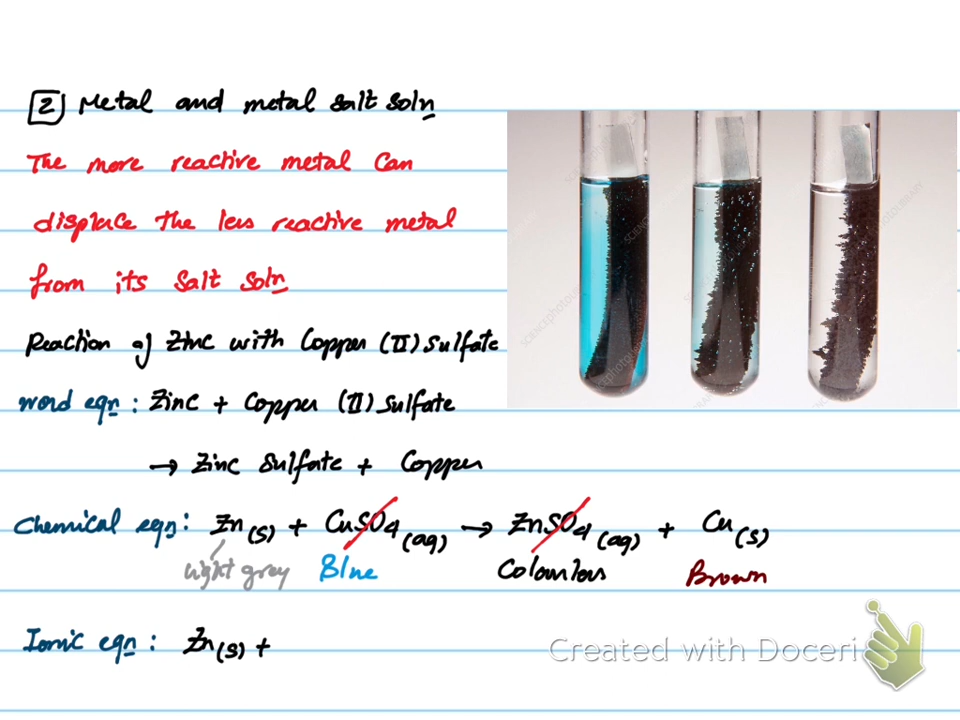 [2] Metal and metal salt soln
The more reactive metal can
displace the less reactive metal
from its salt soln
Reaction of Zinc with Copper (II) Sulfate
word eqn : Zinc + Copper (II) Sulfate
→ Zinc Sulfate + Copper
Chemical eqn : Zn(s) + CuSO4 (aq) → ZnSO4 (aq) + Cu(s)
Light grey Blue Colourless Brown
Ionic eqn : Zn(s) +
Created with Doceri